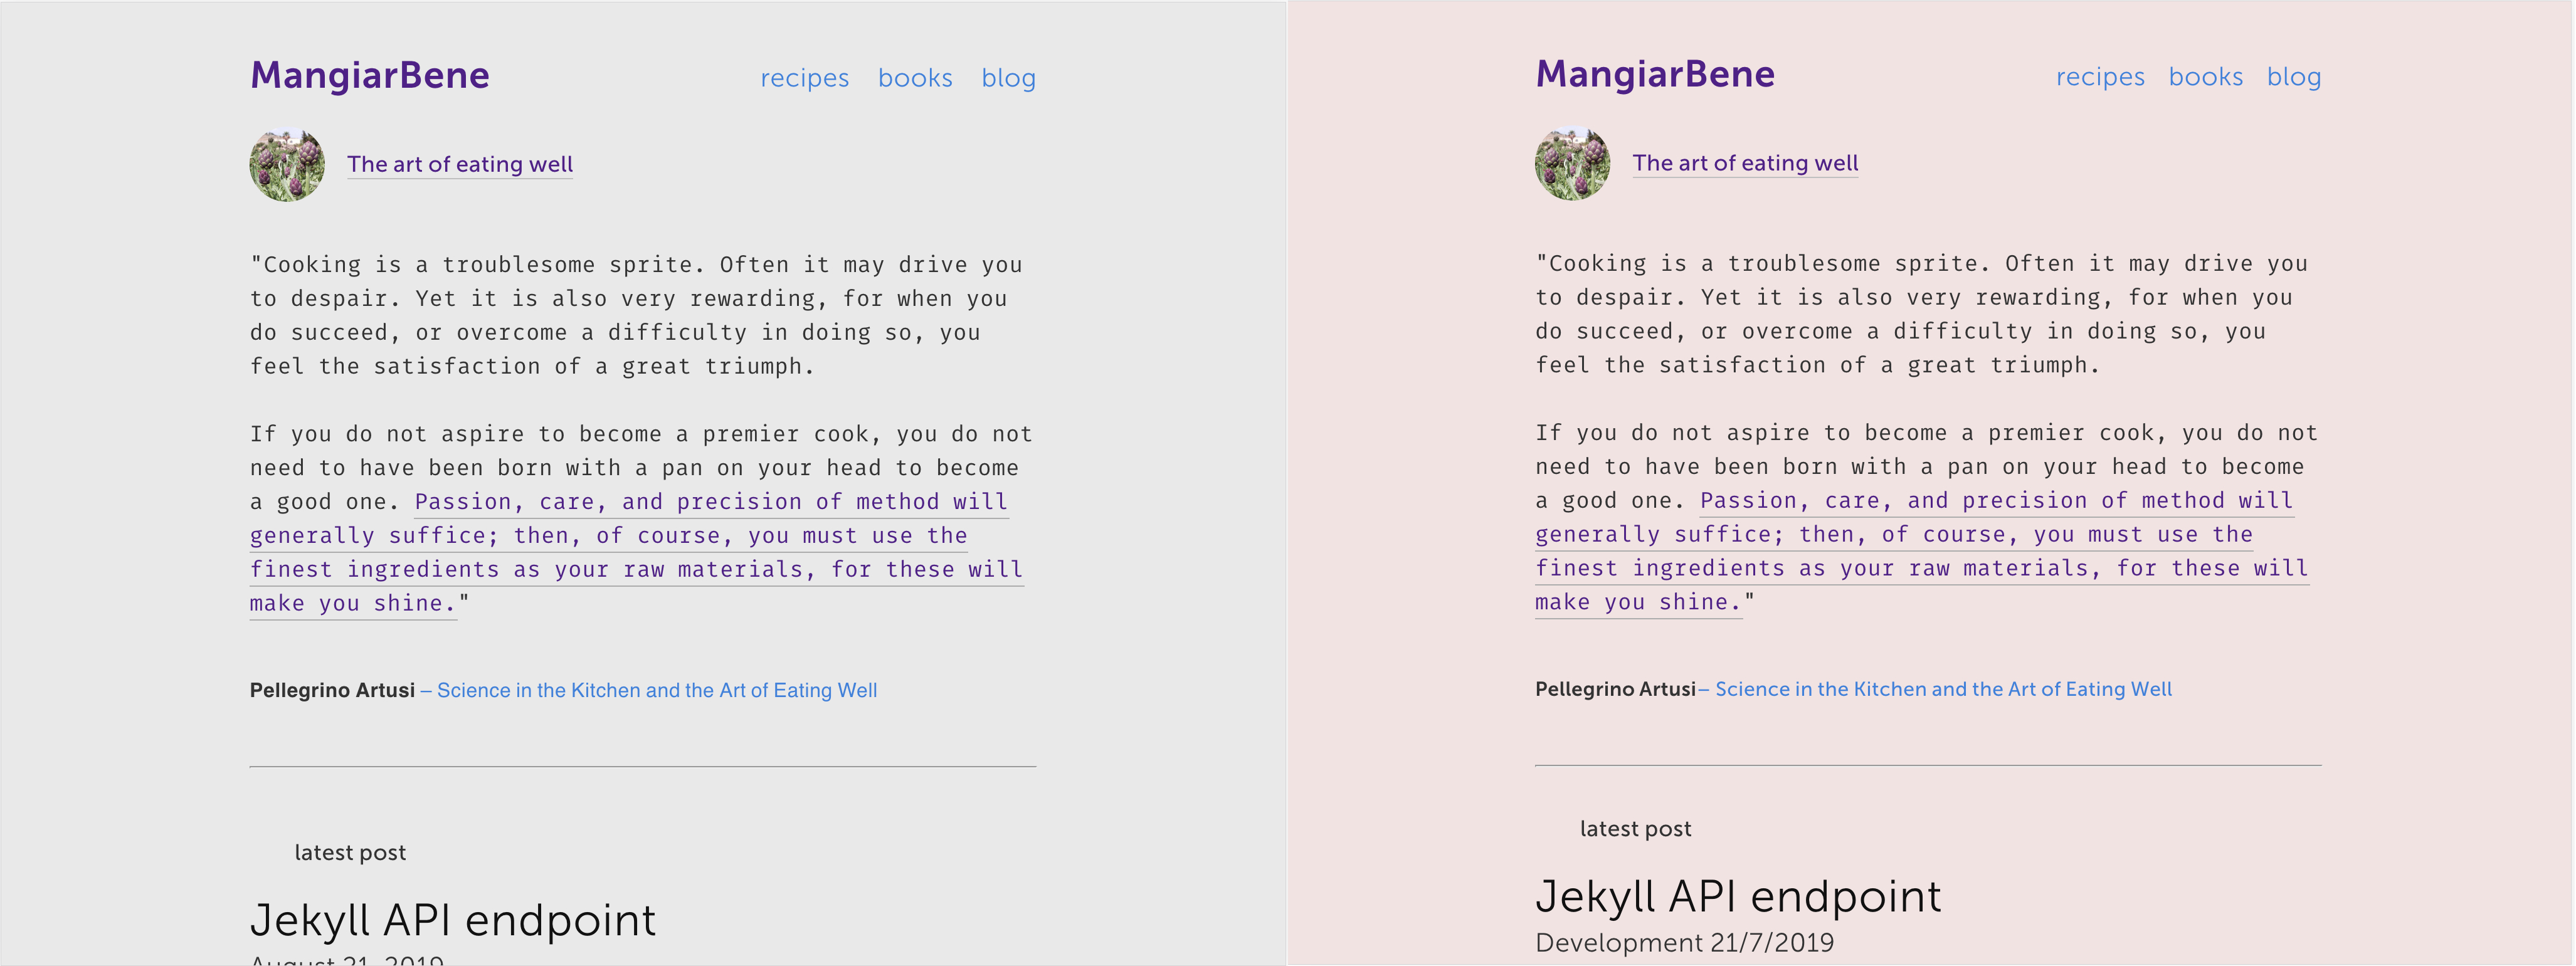 MangiarBene
recipes books blog
The art of eating well
"Cooking is a troublesome sprite. Often it may drive you
to despair. Yet it is also very rewarding, for when you
do succeed, or overcome a difficulty in doing so, you
feel the satisfaction of a great triumph.
If you do not aspire to become a premier cook, you do not
need to have been born with a pan on your head to become
a good one. Passion, care, and precision of method will
generally suffice; then, of course, you must use the
finest ingredients as your raw materials, for these will
make you shine."
Pellegrino Artusi – Science in the Kitchen and the Art of Eating Well
latest post
Jekyll API endpoint
August 21, 2019
MangiarBene
recipes books blog
The art of eating well
"Cooking is a troublesome sprite. Often it may drive you
to despair. Yet it is also very rewarding, for when you
do succeed, or overcome a difficulty in doing so, you
feel the satisfaction of a great triumph.
If you do not aspire to become a premier cook, you do not
need to have been born with a pan on your head to become
a good one. Passion, care, and precision of method will
generally suffice; then, of course, you must use the
finest ingredients as your raw materials, for these will
make you shine."
Pellegrino Artusi– Science in the Kitchen and the Art of Eating Well
latest post
Jekyll API endpoint
Development 21/7/2019